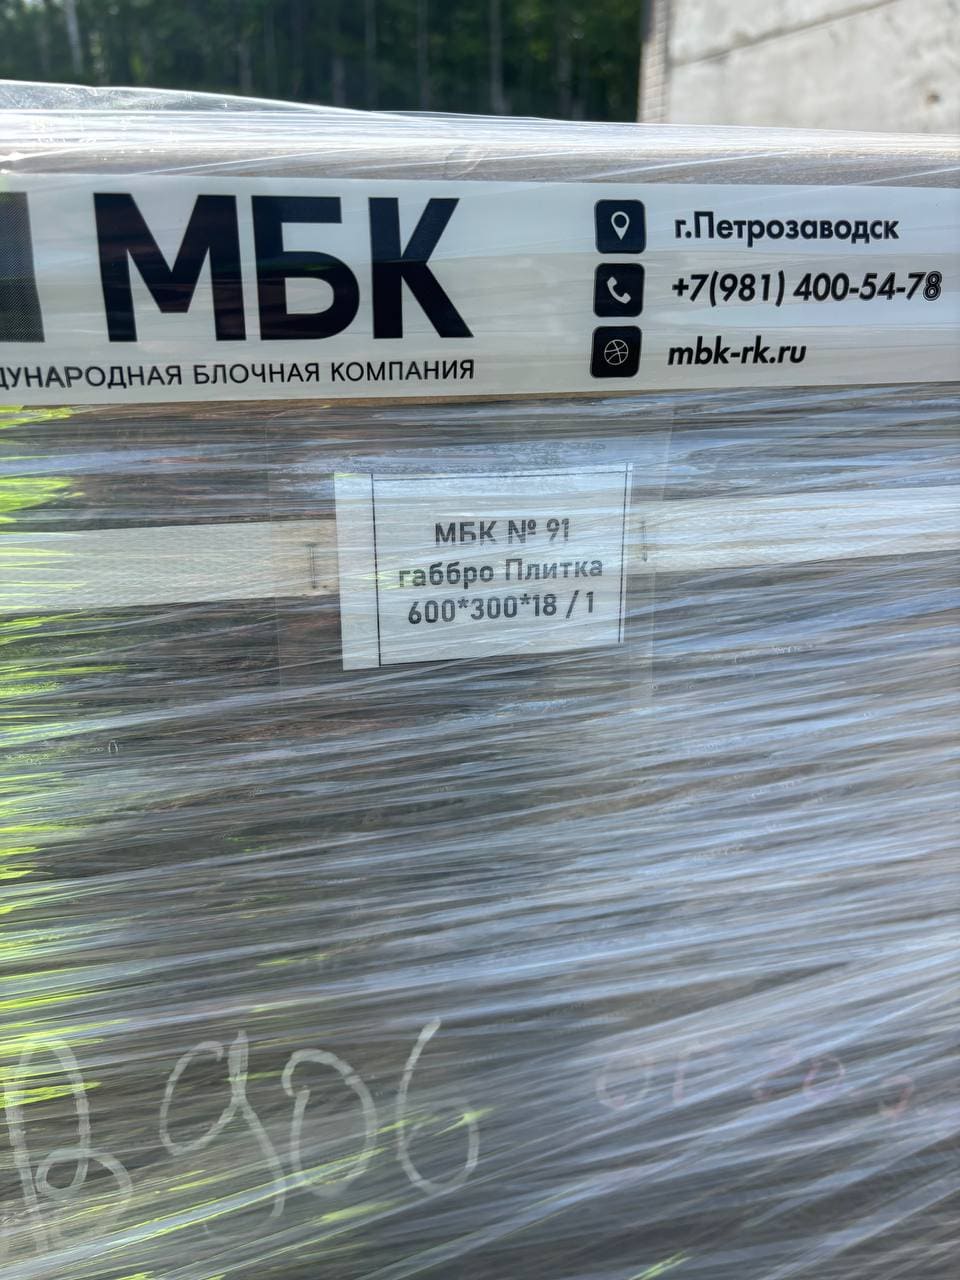 МБК
ДУНАРОДНАЯ БЛОЧНАЯ КОМПАНИЯ
г.Петрозаводск
+7(981) 400-54-78
mbk-rk.ru
МБК № 91
габбро Плитка
600*300*18 / 1
В 906